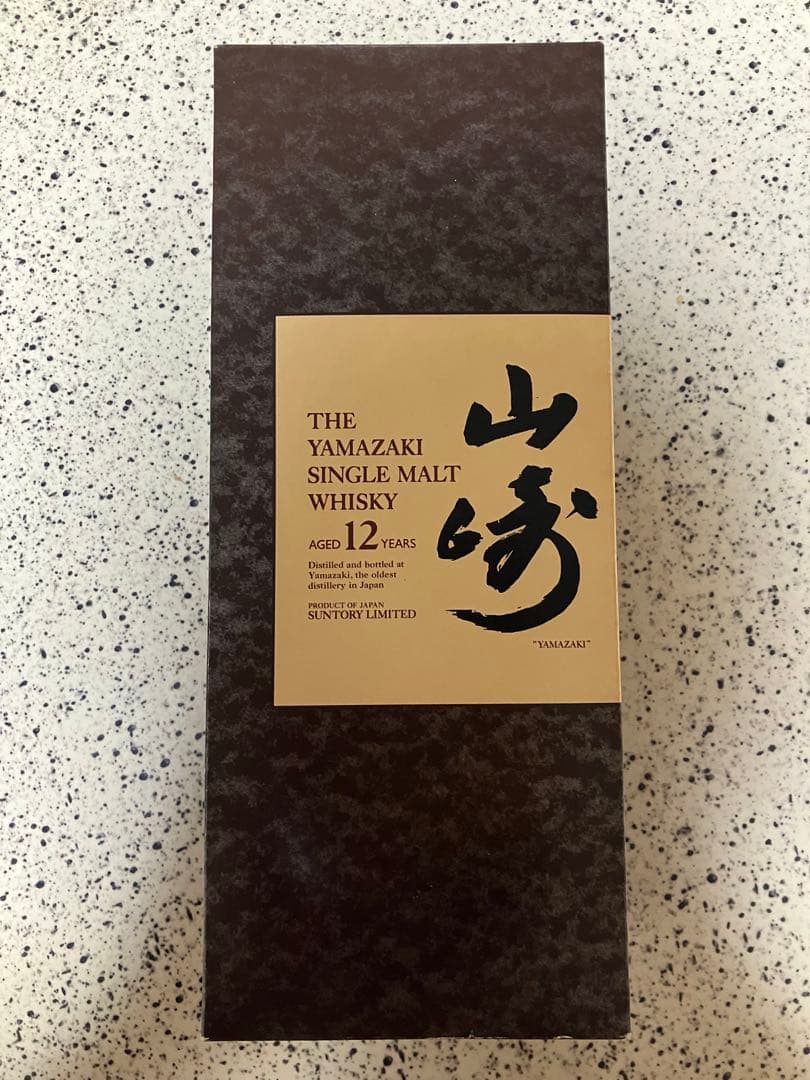 THE
YAMAZAKI
SINGLE MALT
WHISKY
AGED 12 YEARS
Distilled and bottled at
Yamazaki, the oldest
distillery in Japan
PRODUCT OF JAPAN
SUNTORY LIMITED
山崎
"YAMAZAKI"